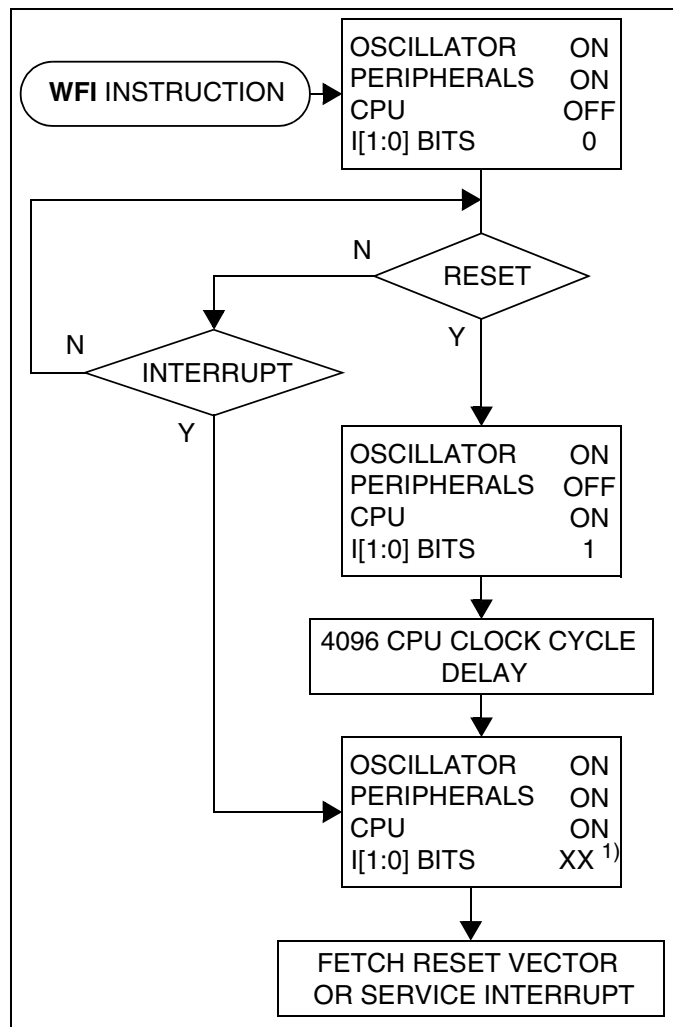 WFI INSTRUCTION
OSCILLATOR ON
PERIPHERALS ON
CPU OFF
I[1:0] BITS 0
N
RESET
Y
N
INTERRUPT
Y
OSCILLATOR ON
PERIPHERALS OFF
CPU ON
I[1:0] BITS 1
4096 CPU CLOCK CYCLE
DELAY
OSCILLATOR ON
PERIPHERALS ON
CPU ON
I[1:0] BITS XX 1)
FETCH RESET VECTOR
OR SERVICE INTERRUPT